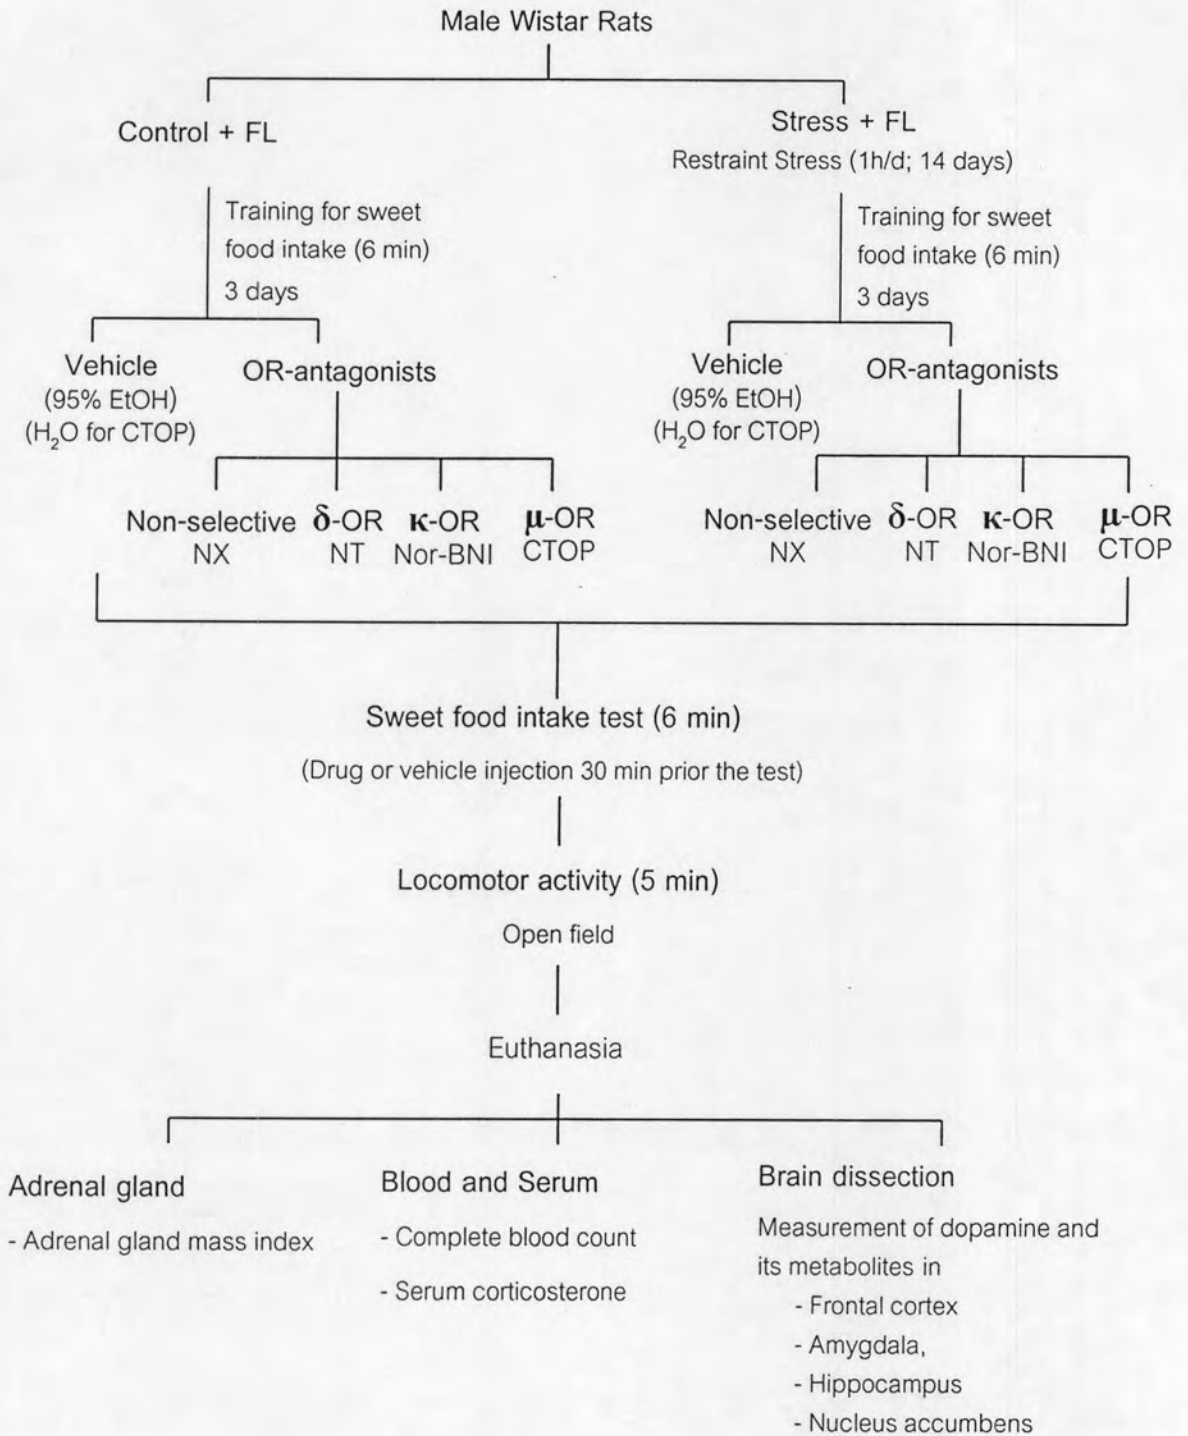 Male Wistar Rats
Control + FL
Stress + FL
Restraint Stress (1h/d; 14 days)
Training for sweet
food intake (6 min)
3 days
Training for sweet
food intake (6 min)
3 days
Vehicle
(95% EtOH)
(H₂O for CTOP)
OR-antagonists
Vehicle
(95% EtOH)
(H₂O for CTOP)
OR-antagonists
Non-selective δ-OR κ-OR μ-OR
NX NT Nor-BNI CTOP
Non-selective δ-OR κ-OR μ-OR
NX NT Nor-BNI CTOP
Sweet food intake test (6 min)
(Drug or vehicle injection 30 min prior the test)
Locomotor activity (5 min)
Open field
Euthanasia
Adrenal gland
- Adrenal gland mass index
Blood and Serum
- Complete blood count
- Serum corticosterone
Brain dissection
Measurement of dopamine and
its metabolites in
- Frontal cortex
- Amygdala,
- Hippocampus
- Nucleus accumbens